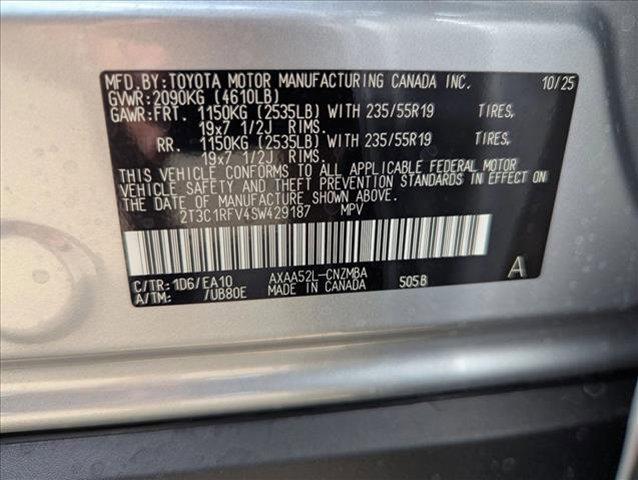 MFD.BY:TOYOTA MOTOR MANUFACTURING CANADA INC. 10/25
GVWR:2090KG (4610LB)
GAWR:FRT. 1150KG (2535LB) WITH 235/55R19 TIRES,
19x7 1/2J RIMS.
RR. 1150KG (2535LB) WITH 235/55R19 TIRES,
19x7 1/2J RIMS.
THIS VEHICLE CONFORMS TO ALL APPLICABLE FEDERAL MOTOR
VEHICLE SAFETY AND THEFT PREVENTION STANDARDS IN EFFECT ON
THE DATE OF MANUFACTURE SHOWN ABOVE.
2T3C1RFV4SW429187 MPV
C/TR:1D6/EA10 AXAA52L-CNZMBA 505B A
A/TM: /UB80E MADE IN CANADA